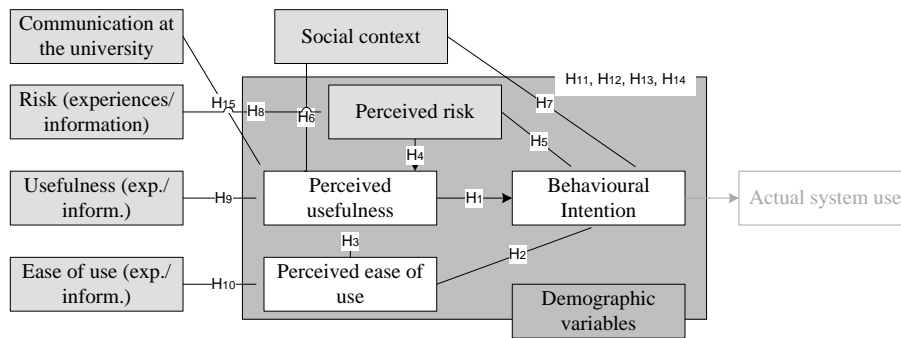 Communication at
the university
Social context
H11, H12, H13, H14
Risk (experiences/
information)
H15
H8
H6
H7
Perceived risk
H5
H4
Usefulness (exp./
inform.)
H9
Perceived
usefulness
H1
Behavioural
Intention
Actual system use
H3
H2
Ease of use (exp./
inform.)
H10
Perceived ease of
use
Demographic
variables